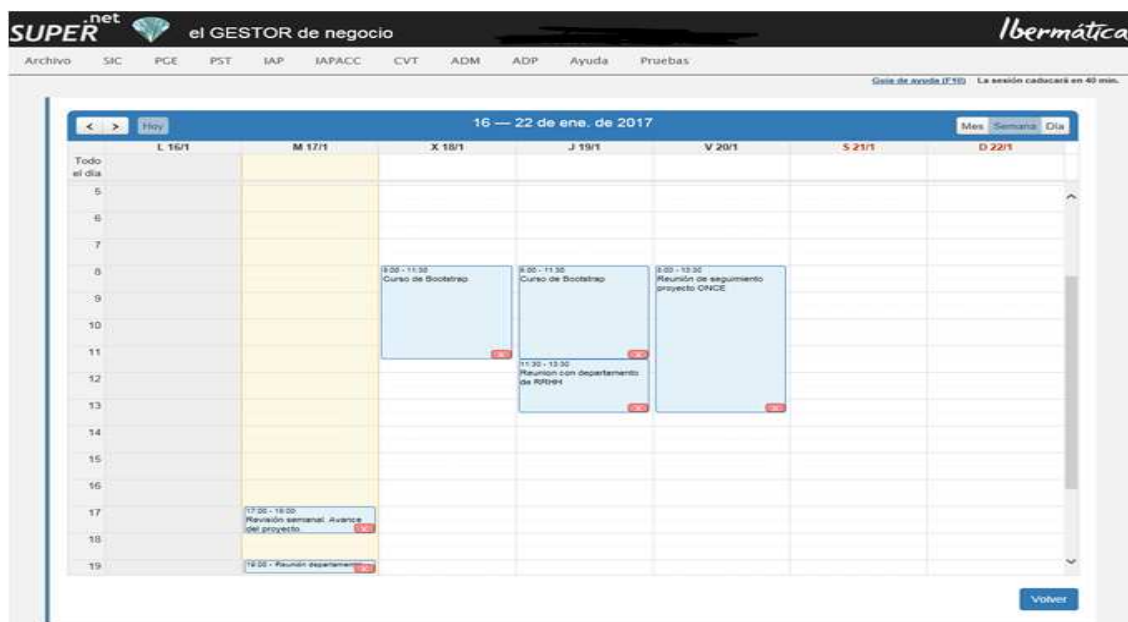 SUPER.net el GESTOR de negocio Ibermática
Archivo SIC PGE PST IAP IAPACC CVT ADM ADP Ayuda Pruebas
Guía de ayuda (F10) La sesión caducará en 40 min.
< > Hoy 16 — 22 de ene. de 2017 Mes Semana Día
L 16/1 M 17/1 X 18/1 J 19/1 V 20/1 S 21/1 D 22/1
Todo
el día
5
6
7
8
8:00 - 11:30
Curso de Bootstrap
8:00 - 11:30
Curso de Bootstrap
8:00 - 13:30
Reunión de seguimiento
proyecto ONCE
9
10
11
11:30 - 13:30
Reunion con departamento
de RRHH
12
13
14
15
16
17
17:00 - 18:00
Revisión semanal. Avance
del proyecto.
18
19
19:00 - Reunión
Volver